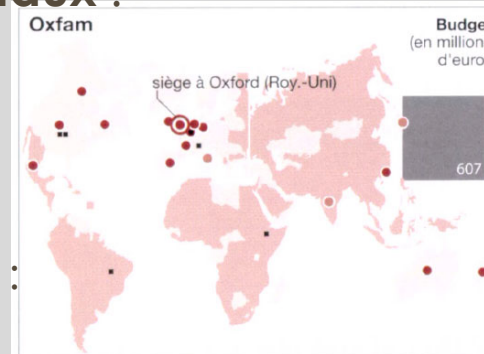 Oxfam
Budge
(en million
d'euro
siège à Oxford (Roy.-Uni)
607
: